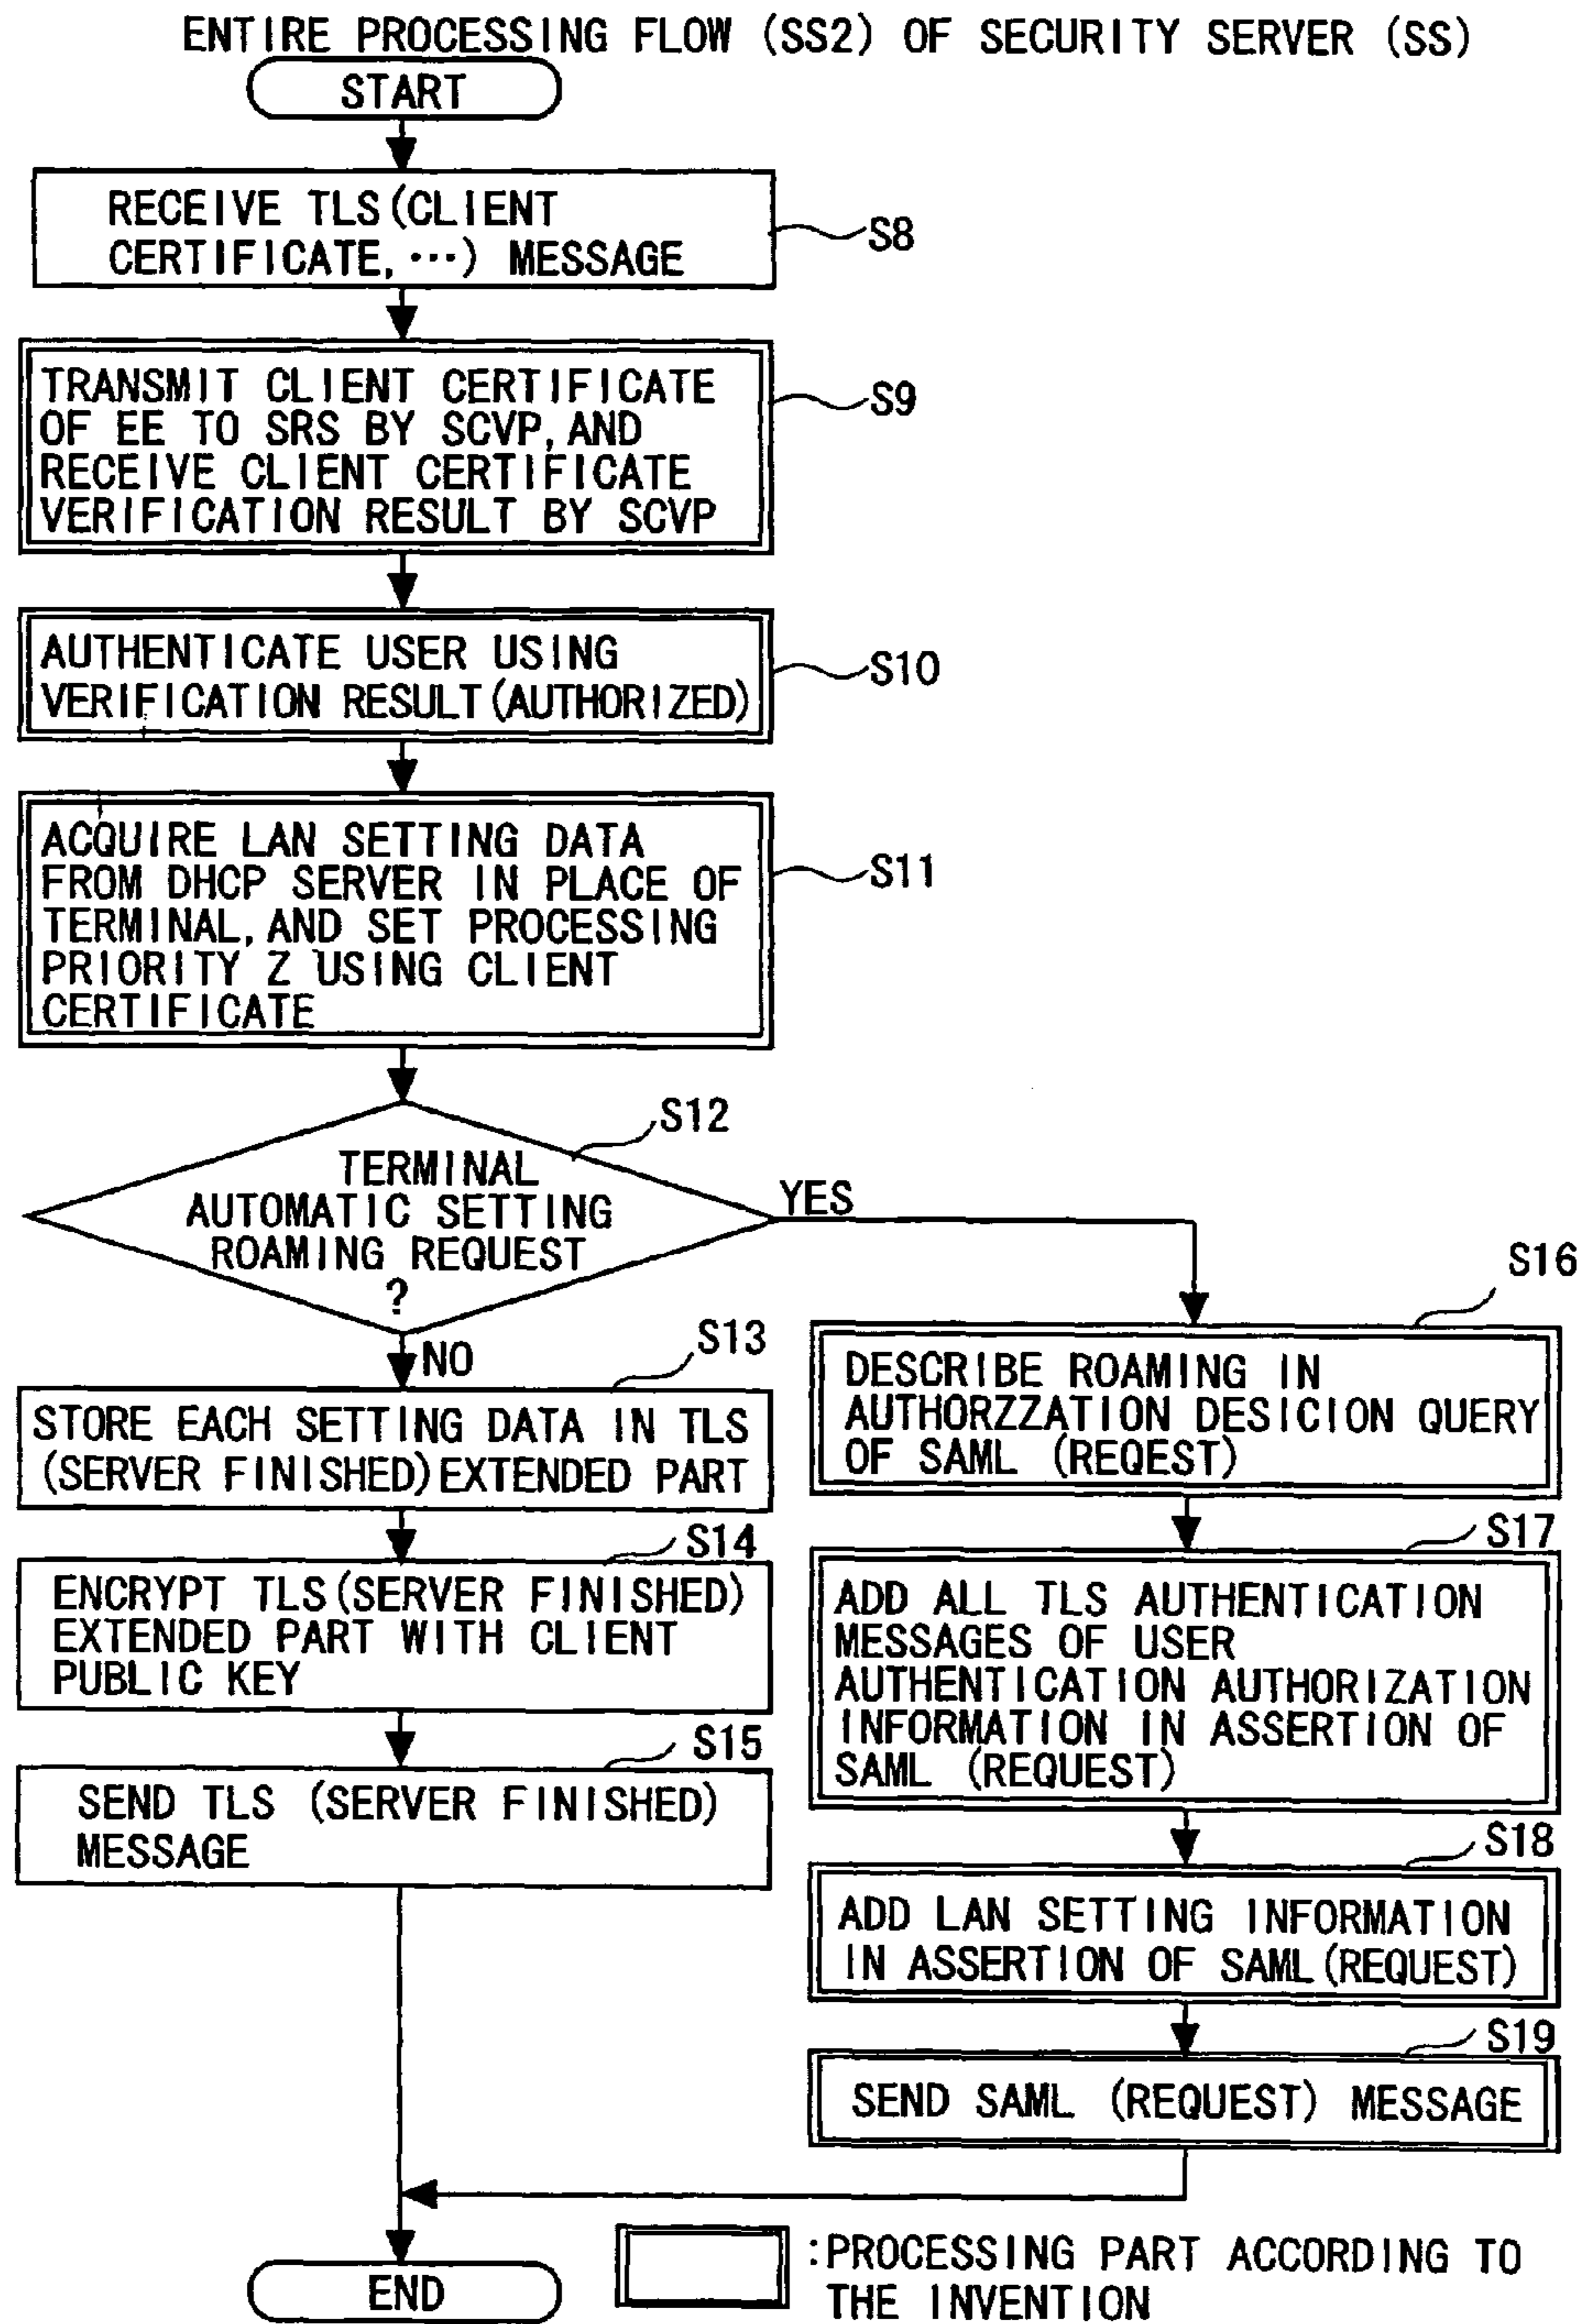 ENTIRE PROCESSING FLOW (SS2) OF SECURITY SERVER (SS)
START
RECEIVE TLS(CLIENT
CERTIFICATE, ···) MESSAGE
S8
TRANSMIT CLIENT CERTIFICATE
OF EE TO SRS BY SCVP, AND
RECEIVE CLIENT CERTIFICATE
VERIFICATION RESULT BY SCVP
S9
AUTHENTICATE USER USING
VERIFICATION RESULT(AUTHORIZED)
S10
ACQUIRE LAN SETTING DATA
FROM DHCP SERVER IN PLACE OF
TERMINAL, AND SET PROCESSING
PRIORITY Z USING CLIENT
CERTIFICATE
S11
S12
TERMINAL
AUTOMATIC SETTING
ROAMING REQUEST
?
YES
NO
S13
STORE EACH SETTING DATA IN TLS
(SERVER FINISHED) EXTENDED PART
S14
ENCRYPT TLS(SERVER FINISHED)
EXTENDED PART WITH CLIENT
PUBLIC KEY
S15
SEND TLS (SERVER FINISHED)
MESSAGE
S16
DESCRIBE ROAMING IN
AUTHORZZATION DESICION QUERY
OF SAML (REQEST)
S17
ADD ALL TLS AUTHENTICATION
MESSAGES OF USER
AUTHENTICATION AUTHORIZATION
INFORMATION IN ASSERTION OF
SAML (REQUEST)
S18
ADD LAN SETTING INFORMATION
IN ASSERTION OF SAML(REQUEST)
S19
SEND SAML (REQUEST) MESSAGE
END
:PROCESSING PART ACCORDING TO
THE INVENTION